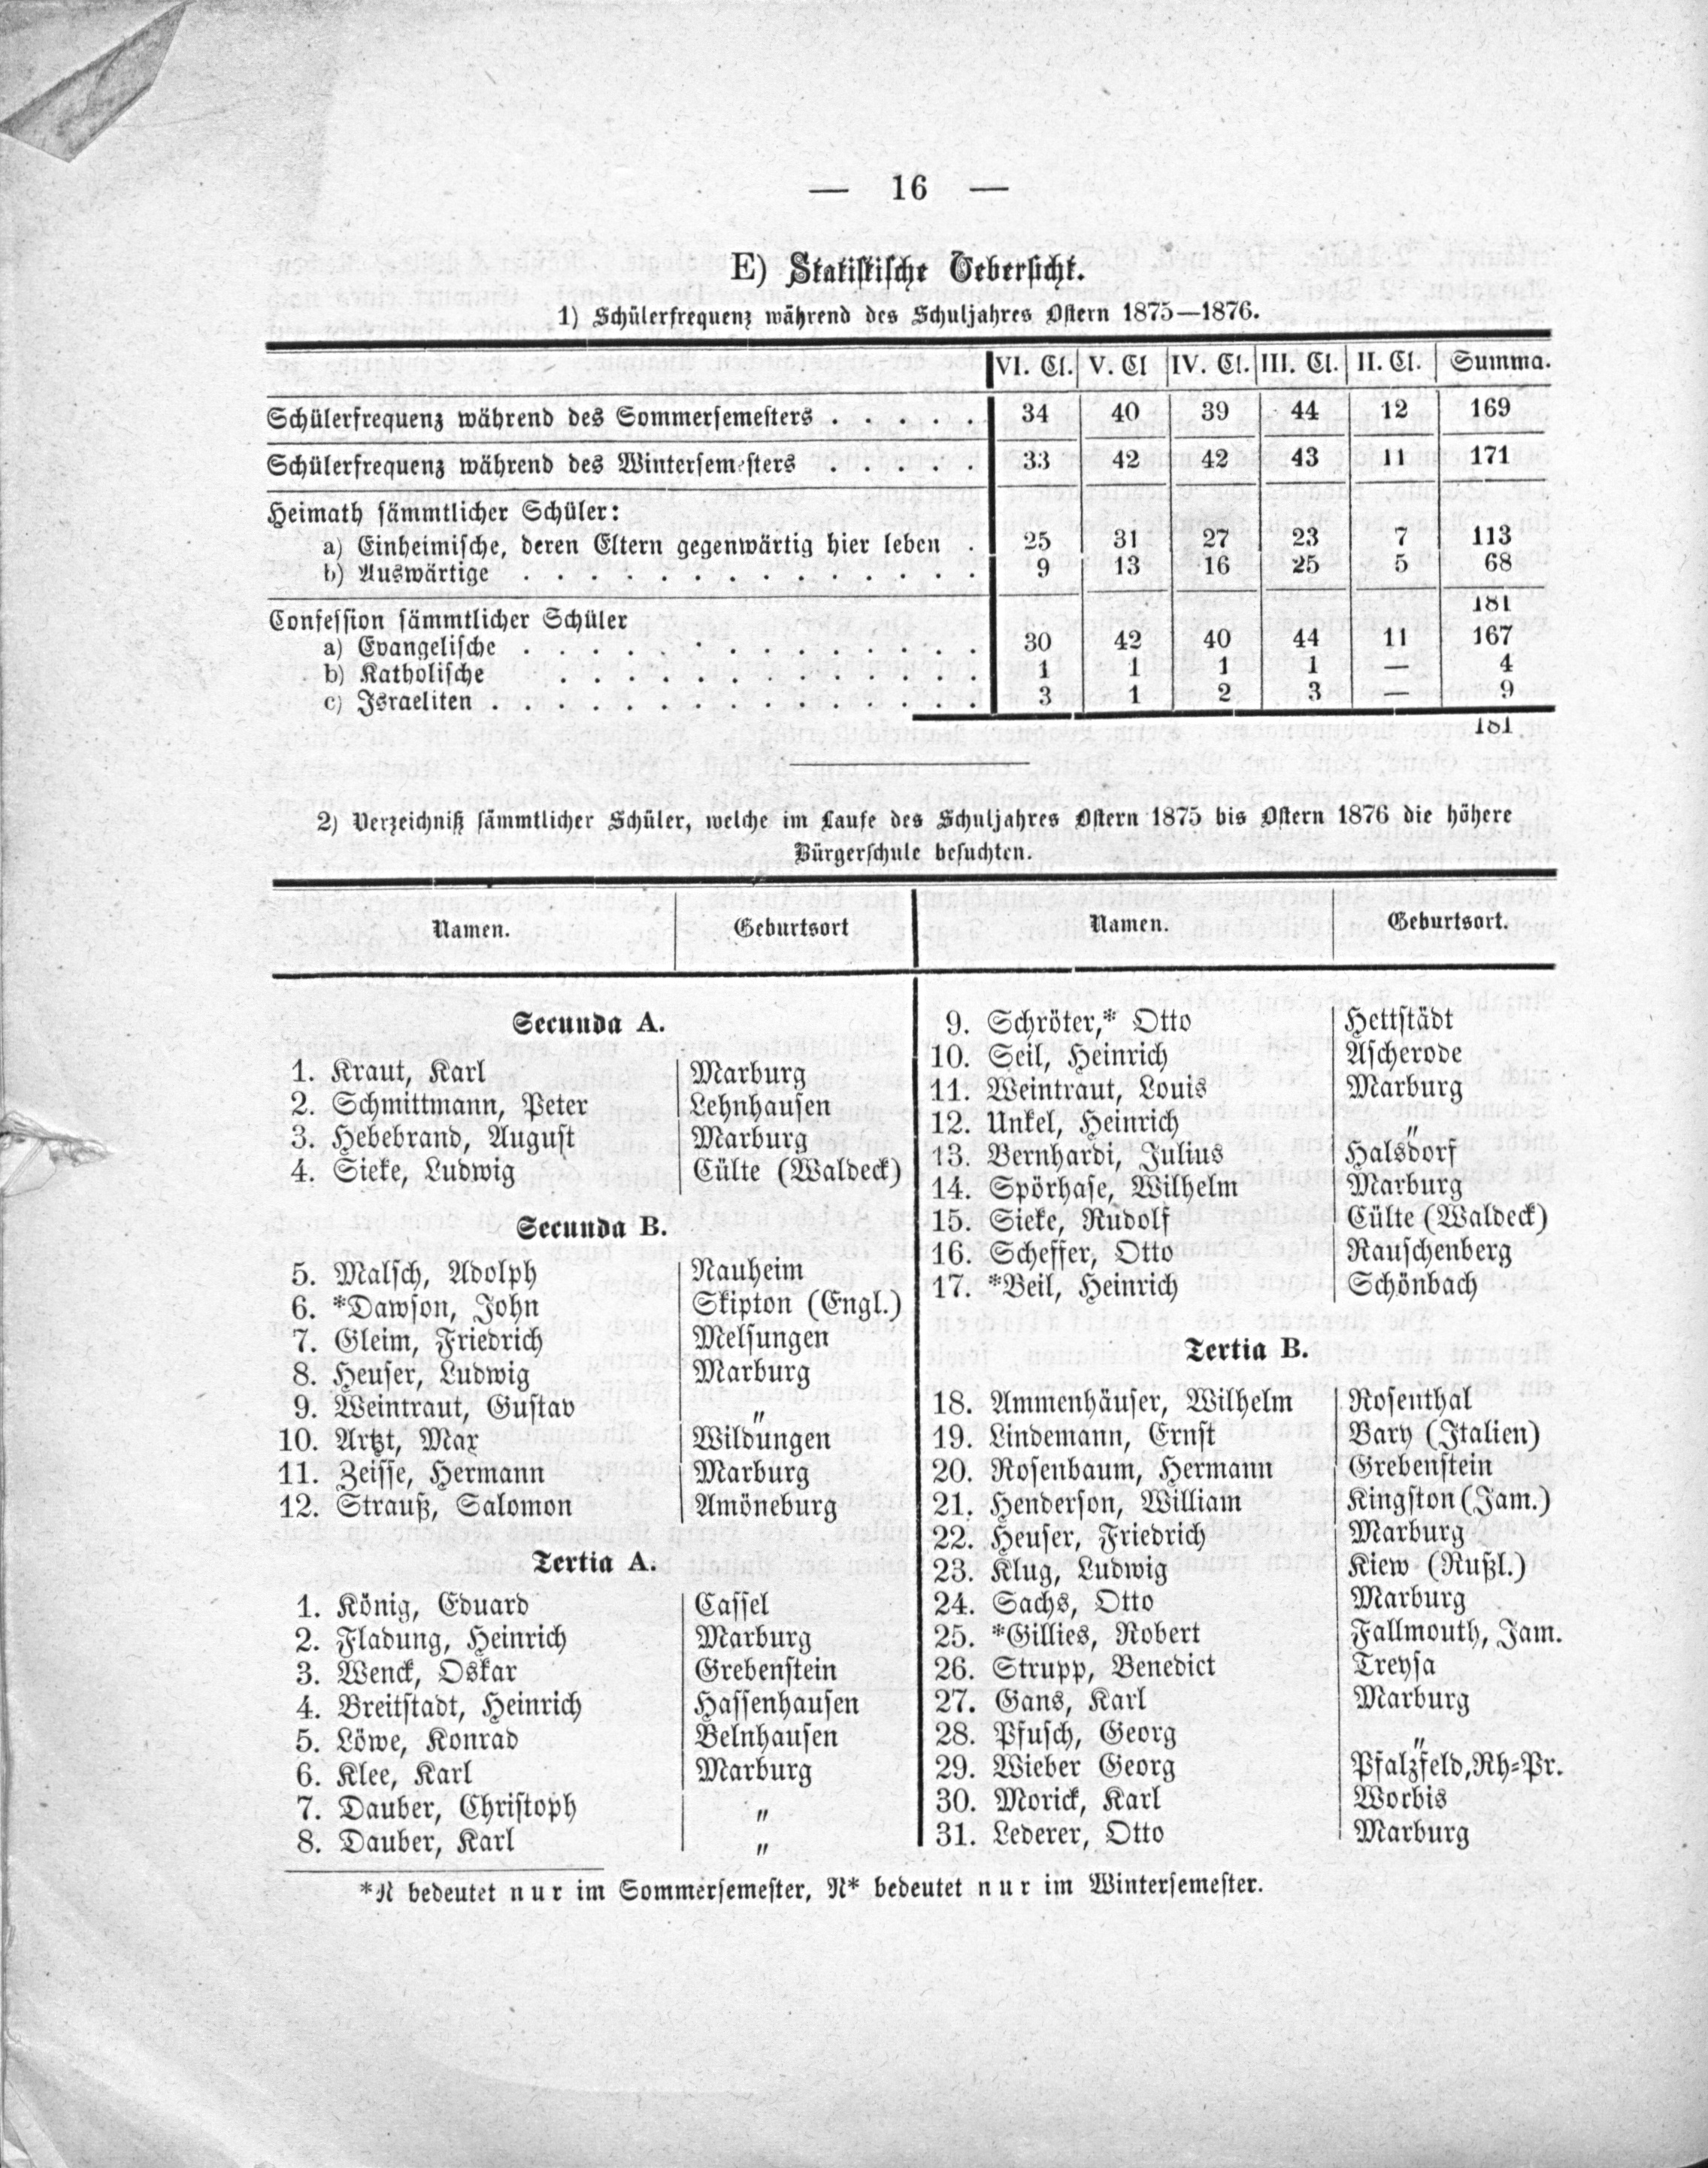 — 16 —
E) Statistische Uebersicht.
1) Schülerfrequenz während des Schuljahres Ostern 1875—1876.
VI. Cl. V. Cl IV. Cl. III. Cl. II. Cl. Summa.
Schülerfrequenz während des Sommersemesters . . . . . 34 40 39 44 12 169
Schülerfrequenz während des Wintersemesters . . . . . 33 42 42 43 11 171
Heimath sämmtlicher Schüler:
a) Einheimische, deren Eltern gegenwärtig hier leben . 25 31 27 23 7 113
b) Auswärtige . . . . . . . . . . . . . . 9 13 16 25 5 68
181
Confession sämmtlicher Schüler
a) Evangelische . . . . . . . . . . . . . . 30 42 40 44 11 167
b) Katholische . . . . . . . . . . . . . 1 1 1 1 — 4
c) Israeliten . . . . . . . . . . . . . . . 3 1 2 3 — 9
181
2) Verzeichniß sämmtlicher Schüler, welche im Laufe des Schuljahres Ostern 1875 bis Ostern 1876 die höhere
Bürgerschule besuchten.
Namen. Geburtsort
Secunda A.
1. Kraut, Karl Marburg
2. Schmittmann, Peter Lehnhausen
3. Hebebrand, August Marburg
4. Sieke, Ludwig Cülte (Waldeck)
Secunda B.
5. Malsch, Adolph Nauheim
6. *Dawson, John Skipton (Engl.)
7. Gleim, Friedrich Melsungen
8. Heuser, Ludwig Marburg
9. Weintraut, Gustav "
10. Artzt, Max Wildungen
11. Zeisse, Hermann Marburg
12. Strauß, Salomon Amöneburg
Tertia A.
1. König, Eduard Cassel
2. Fladung, Heinrich Marburg
3. Wenck, Oskar Grebenstein
4. Breitstadt, Heinrich Hassenhausen
5. Löwe, Konrad Belnhausen
6. Klee, Karl Marburg
7. Dauber, Christoph "
8. Dauber, Karl "
Namen. Geburtsort.
9. Schröter,* Otto Hettstädt
10. Seil, Heinrich Ascherode
11. Weintraut, Louis Marburg
12. Unkel, Heinrich "
13. Bernhardi, Julius Halsdorf
14. Spörhase, Wilhelm Marburg
15. Sieke, Rudolf Cülte (Waldeck)
16. Scheffer, Otto Rauschenberg
17. *Beil, Heinrich Schönbach
Tertia B.
18. Ammenhäuser, Wilhelm Rosenthal
19. Lindemann, Ernst Bary (Italien)
20. Rosenbaum, Hermann Grebenstein
21. Henderson, William Kingston (Jam.)
22. Heuser, Friedrich Marburg
23. Klug, Ludwig Kiew (Rußl.)
24. Sachs, Otto Marburg
25. *Gillies, Robert Fallmouth, Jam.
26. Strupp, Benedict Treysa
27. Gans, Karl Marburg
28. Pfusch, Georg "
29. Wieber Georg Pfalzfeld,Rh=Pr.
30. Morick, Karl Worbis
31. Lederer, Otto Marburg
*N bedeutet nur im Sommersemester, N* bedeutet nur im Wintersemester.